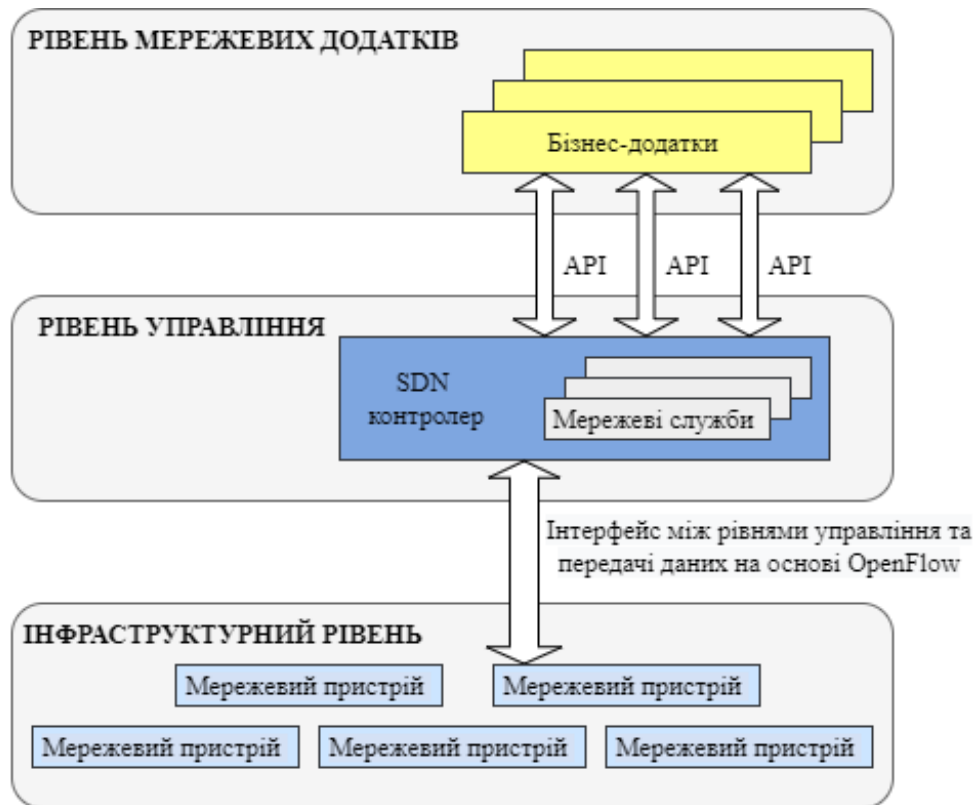 РІВЕНЬ МЕРЕЖЕВИХ ДОДАТКІВ
Бізнес-додатки
API
API
API
РІВЕНЬ УПРАВЛІННЯ
SDN
контролер
Мережеві служби
Інтерфейс між рівнями управління та
передачі даних на основі OpenFlow
ІНФРАСТРУКТУРНИЙ РІВЕНЬ
Мережевий пристрій
Мережевий пристрій
Мережевий пристрій
Мережевий пристрій
Мережевий пристрій